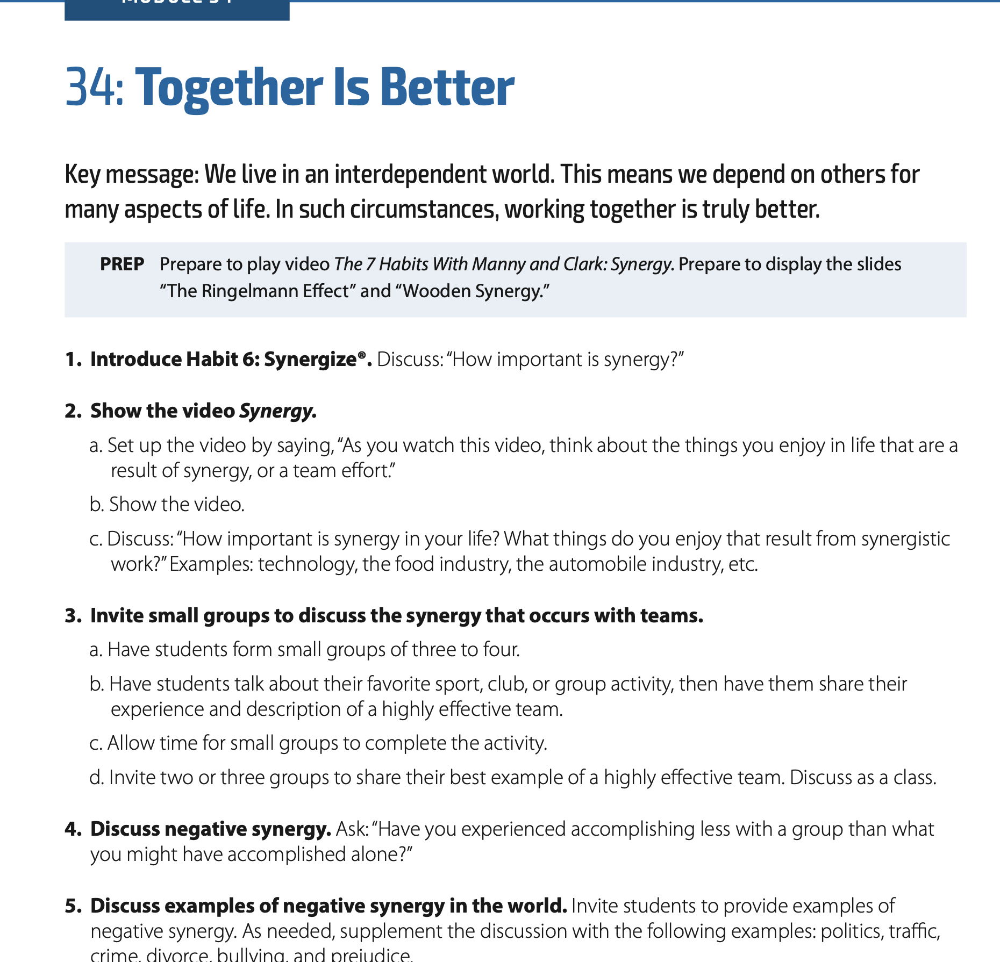 34: Together Is Better
Key message: We live in an interdependent world. This means we depend on others for
many aspects of life. In such circumstances, working together is truly better.
PREP Prepare to play video The 7 Habits With Manny and Clark: Synergy. Prepare to display the slides
“The Ringelmann Effect” and “Wooden Synergy.”
1. Introduce Habit 6: Synergize®. Discuss: “How important is synergy?”
2. Show the video Synergy.
a. Set up the video by saying, “As you watch this video, think about the things you enjoy in life that are a
result of synergy, or a team effort.”
b. Show the video.
c. Discuss: “How important is synergy in your life? What things do you enjoy that result from synergistic
work?” Examples: technology, the food industry, the automobile industry, etc.
3. Invite small groups to discuss the synergy that occurs with teams.
a. Have students form small groups of three to four.
b. Have students talk about their favorite sport, club, or group activity, then have them share their
experience and description of a highly effective team.
c. Allow time for small groups to complete the activity.
d. Invite two or three groups to share their best example of a highly effective team. Discuss as a class.
4. Discuss negative synergy. Ask: “Have you experienced accomplishing less with a group than what
you might have accomplished alone?”
5. Discuss examples of negative synergy in the world. Invite students to provide examples of
negative synergy. As needed, supplement the discussion with the following examples: politics, traffic,
crime, divorce, bullying, and prejudice.